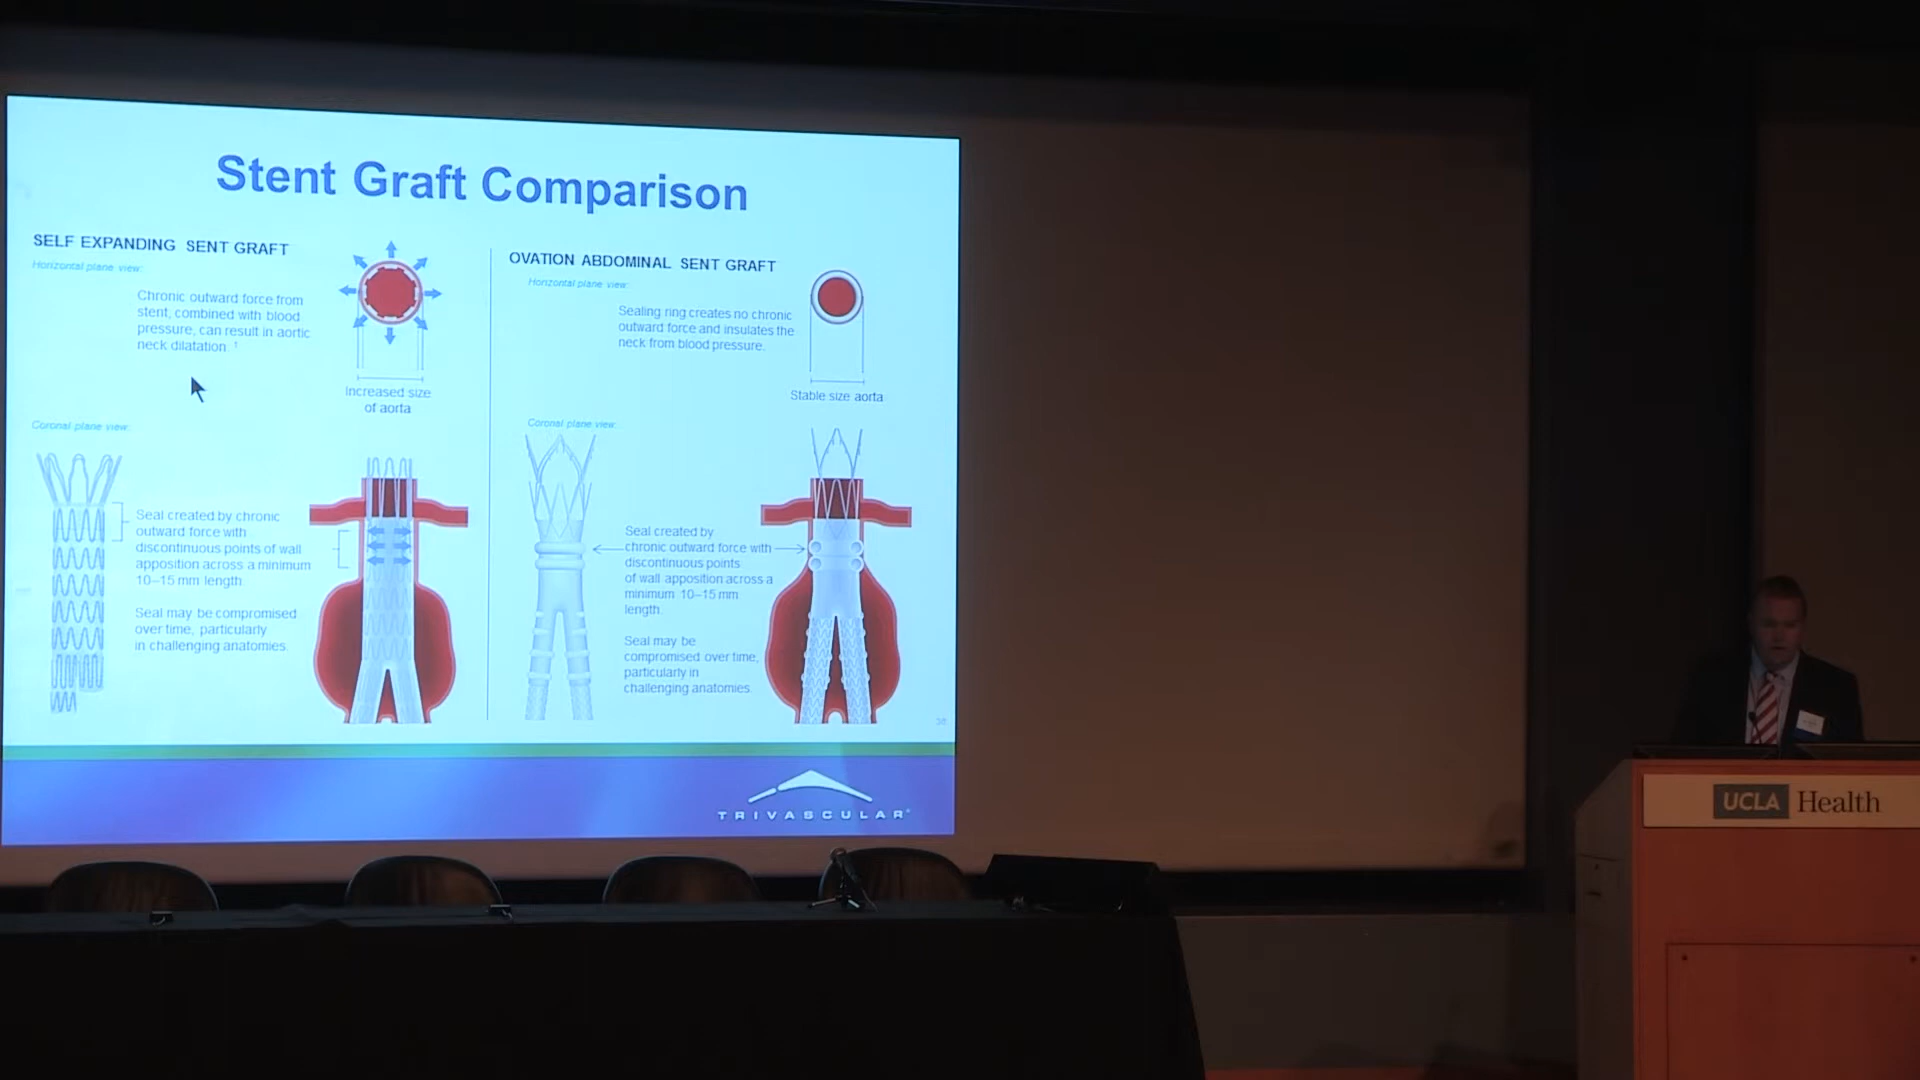 Stent Graft Comparison
SELF EXPANDING SENT GRAFT
Horizontal plane view:
Chronic outward force from
stent, combined with blood
pressure, can result in aortic
neck dilatation. 1
Increased size
of aorta
Coronal plane view:
Seal created by chronic
outward force with
discontinuous points of wall
apposition across a minimum
10–15 mm length.
Seal may be compromised
over time, particularly
in challenging anatomies.
OVATION ABDOMINAL SENT GRAFT
Horizontal plane view:
Sealing ring creates no chronic
outward force and insulates the
neck from blood pressure.
Stable size aorta
Coronal plane view:
Seal created by
chronic outward force with
discontinuous points
of wall apposition across a
minimum 10–15 mm
length.
Seal may be
compromised over time,
particularly in
challenging anatomies.
TRIVASCULAR
UCLA Health